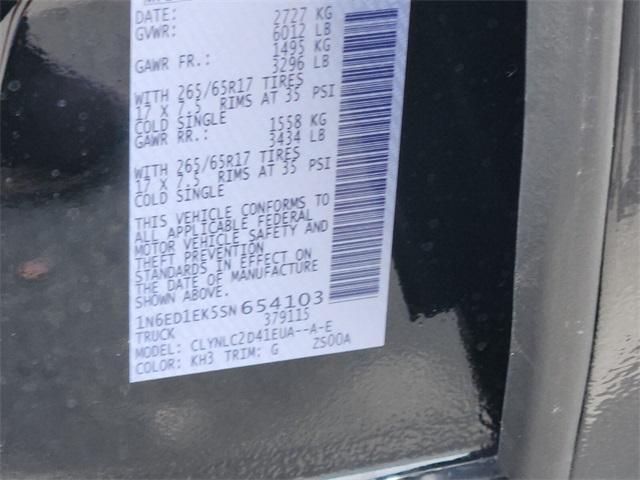 DATE: 2727 KG
GVWR: 6012 LB
1495 KG
GAWR FR.: 3296 LB
WITH 265/65R17 TIRES
17 X 7.5 RIMS AT 35 PSI
COLD SINGLE 1558 KG
GAWR RR.: 3434 LB
WITH 265/65R17 TIRES
17 X 7.5 RIMS AT 35 PSI
COLD SINGLE
THIS VEHICLE CONFORMS TO
ALL APPLICABLE FEDERAL
MOTOR VEHICLE SAFETY AND
THEFT PREVENTION
STANDARDS IN EFFECT ON
THE DATE OF MANUFACTURE
SHOWN ABOVE.
1N6ED1EK5SN654103
TRUCK 379115
MODEL: CLYNLC2D41EUA--A-E
COLOR: KH3 TRIM: G ZS00A